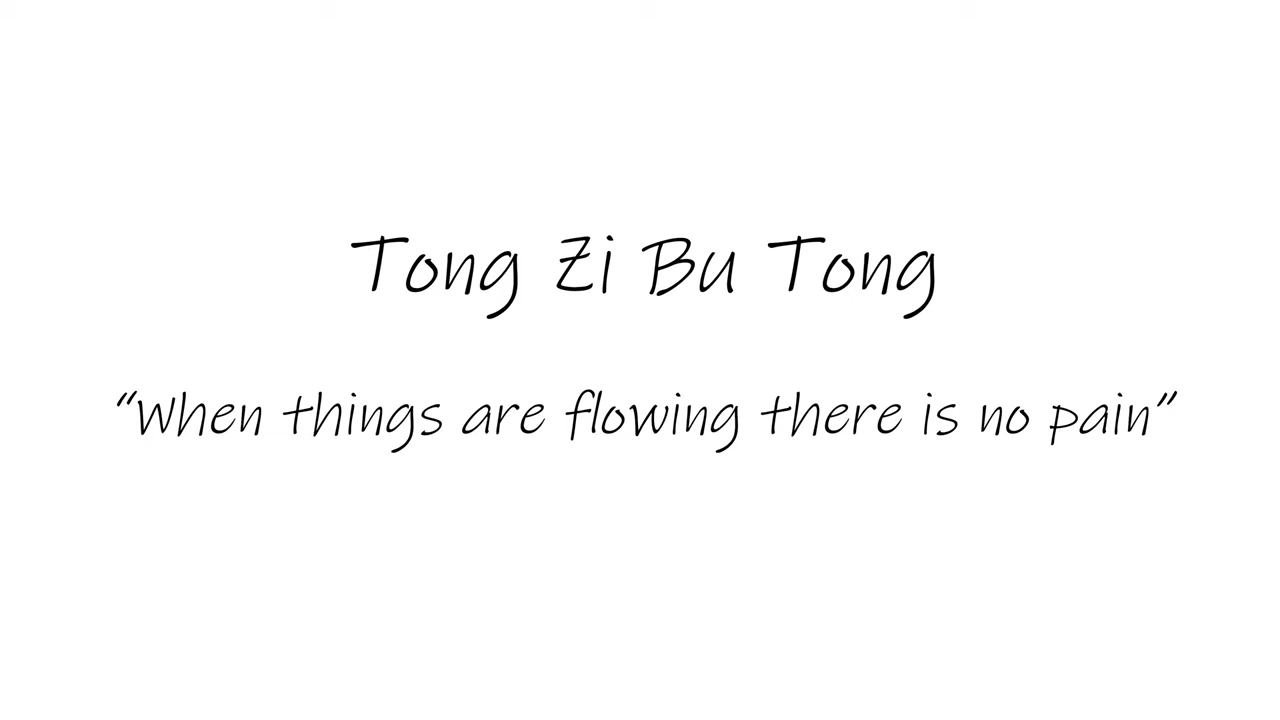 Tong Zi Bu Tong
“When things are flowing there is no pain”